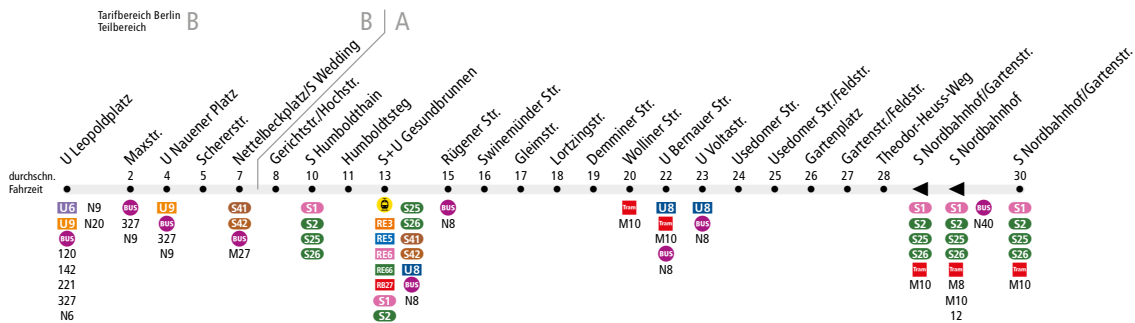 Tarifbereich Berlin
Teilbereich
B
B
A
U Leopoldplatz
Maxstr.
U Nauener Platz
Schererstr.
Nettelbeckplatz/S Wedding
Gerichtstr./Hochstr.
S Humboldthain
Humboldtsteg
S+U Gesundbrunnen
Rügener Str.
Swinemünder Str.
Gleimstr.
Lortzingstr.
Demminer Str.
Wolliner Str.
U Bernauer Str.
U Voltastr.
Usedomer Str.
Usedomer Str./Feldstr.
Gartenplatz
Gartenstr./Feldstr.
Theodor-Heuss-Weg
S Nordbahnhof/Gartenstr.
S Nordbahnhof
S Nordbahnhof/Gartenstr.
durchschn.
Fahrzeit
2 4 5 7 8 10 11 13 15 16 17 18 19 20 22 23 24 25 26 27 28 30
U6 N9
U9 N20
BUS
120
142
221
327
N6
BUS
327
N9
U9
BUS
327
N9
S41
S42
BUS
M27
S1
S2
S25
S26
RE3
RE5
RE6
RE66
RB27
S1
S2
S25
S26
S41
S42
U8
BUS
N8
BUS
N8
Tram
M10
U8
Tram
M10
BUS
N8
U8
BUS
N8
S1
S2
S25
S26
Tram
M10
S1
S2
S25
S26
Tram
M8
M10
12
BUS
N40
S1
S2
S25
S26
Tram
M10